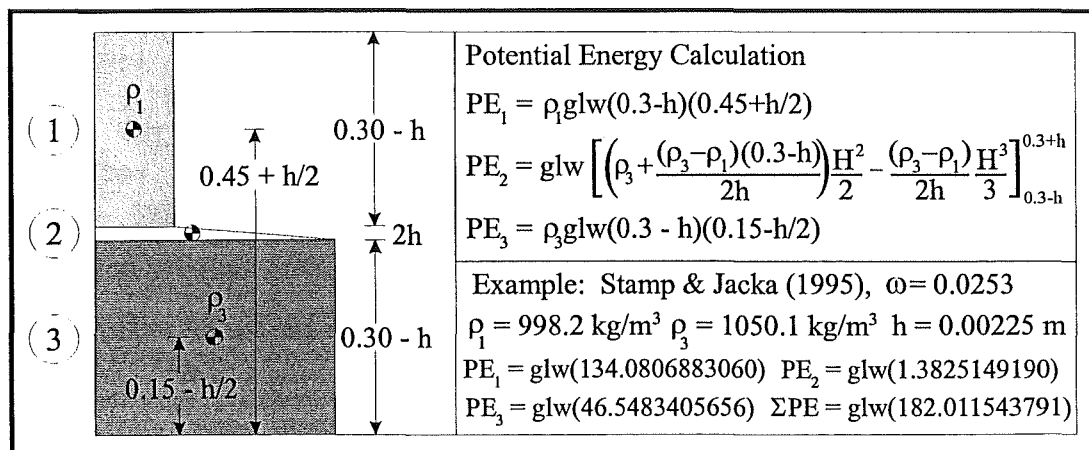 (1)
(2)
(3)
ρ₁
ρ₃
0.30 - h
0.45 + h/2
2h
0.30 - h
0.15 - h/2
Potential Energy Calculation
PE₁ = ρ₁glw(0.3-h)(0.45+h/2)
PE₂ = glw [(ρ₃+(ρ₃−ρ₁)(0.3-h)/2h) H²/2 − (ρ₃−ρ₁)/2h H³/3] 0.3+h 0.3-h
PE₃ = ρ₃glw(0.3 - h)(0.15-h/2)
Example: Stamp & Jacka (1995), ω= 0.0253
ρ₁ = 998.2 kg/m³ ρ₃ = 1050.1 kg/m³ h = 0.00225 m
PE₁ = glw(134.0806883060) PE₂ = glw(1.3825149190)
PE₃ = glw(46.5483405656) ΣPE = glw(182.011543791)